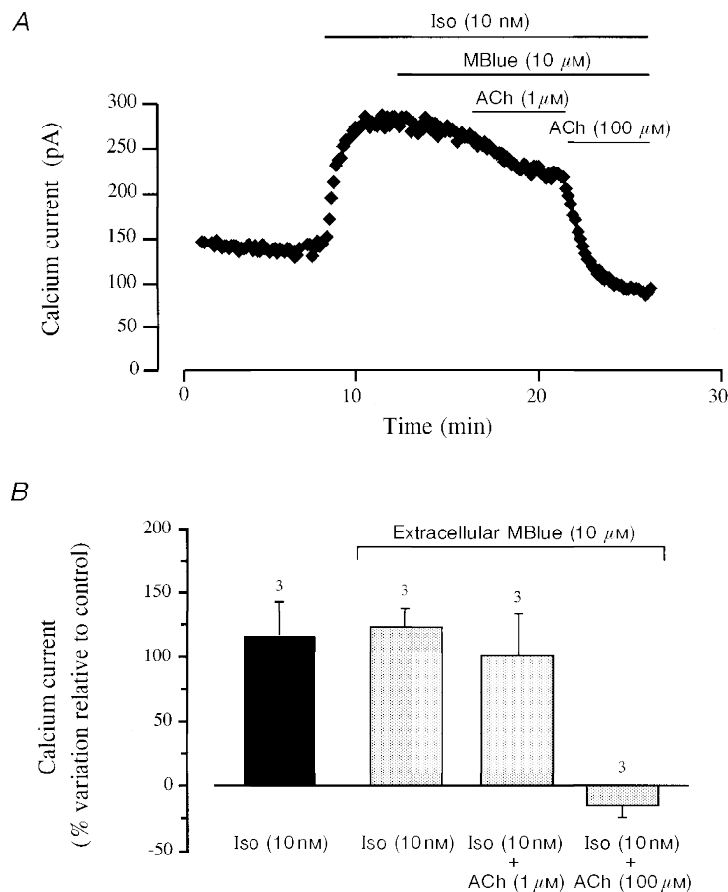 A
Iso (10 nM)
MBlue (10 μM)
ACh (1 μM)
ACh (100 μM)
Calcium current (pA)
300
250
200
150
100
50
0
0 10 20 30
Time (min)
B
Extracellular MBlue (10 μM)
Calcium current
(% variation relative to control)
200
150
100
50
0
-50
3 3 3 3
Iso (10 nM) Iso (10 nM) Iso (10 nM) Iso (10 nM)
+ +
ACh (1 μM) ACh (100 μM)